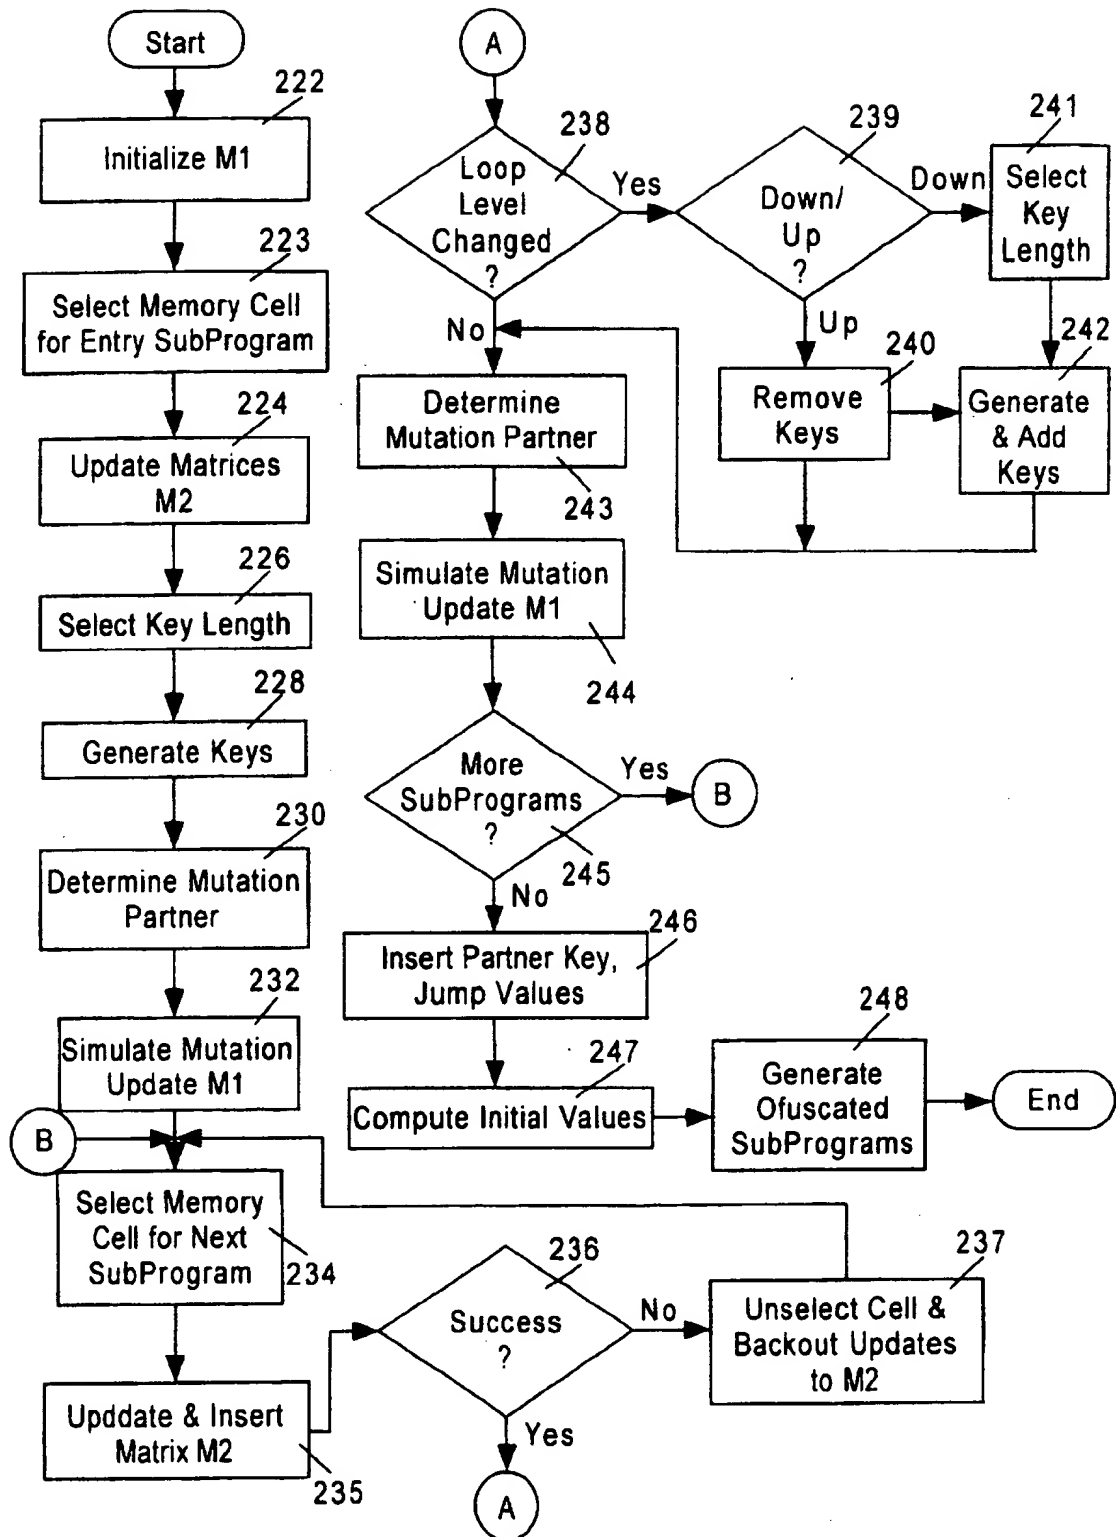 Start
222
Initialize M1
223
Select Memory Cell
for Entry SubProgram
224
Update Matrices
M2
226
Select Key Length
228
Generate Keys
230
Determine Mutation
Partner
232
Simulate Mutation
Update M1
B
Select Memory
Cell for Next
SubProgram
234
Upddate & Insert
Matrix M2
235
236
Success
?
No
Yes
A
237
Unselect Cell &
Backout Updates
to M2
A
238
Loop
Level
Changed
?
Yes
No
239
Down/
Up
?
Down
Up
241
Select
Key
Length
240
Remove
Keys
242
Generate
& Add
Keys
Determine
Mutation Partner
243
Simulate Mutation
Update M1
244
More
SubPrograms
?
245
Yes
B
No
246
Insert Partner Key,
Jump Values
247
Compute Initial Values
248
Generate
Ofuscated
SubPrograms
End